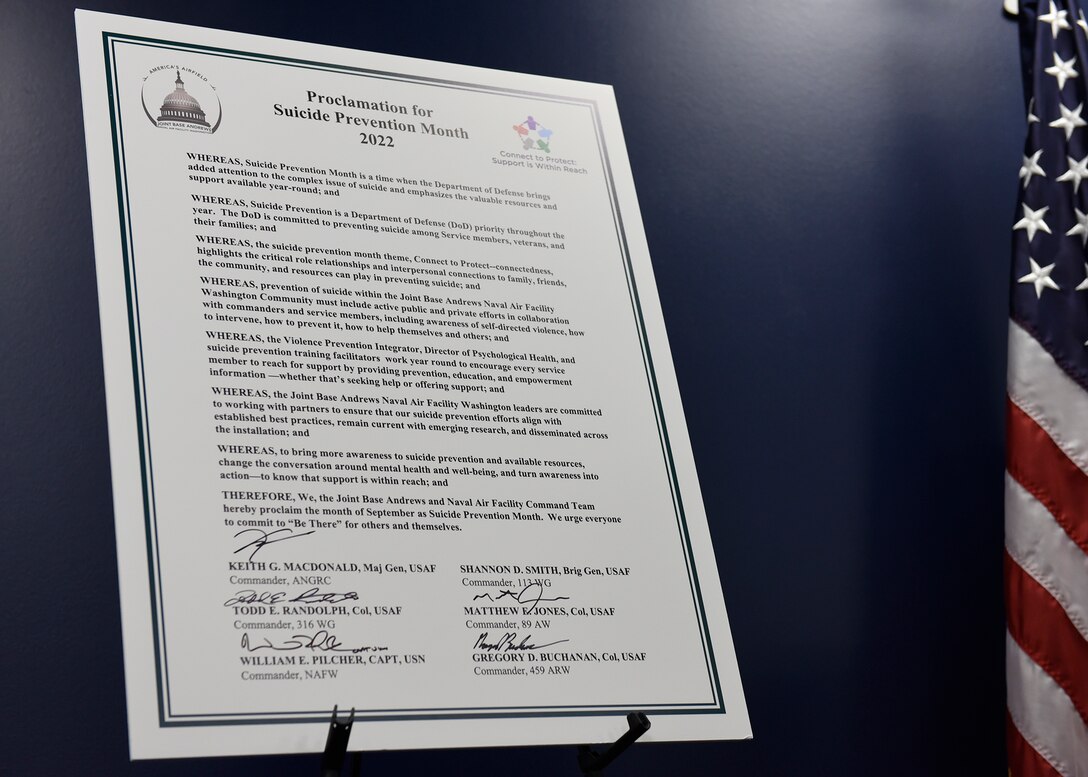 AMERICA'S AIRFIELD
JOINT BASE ANDREWS
Proclamation for
Suicide Prevention Month
2022
Connect to Protect:
Support is Within Reach
WHEREAS, Suicide Prevention Month is a time when the Department of Defense brings
added attention to the complex issue of suicide and emphasizes the valuable resources and
support available year-round; and
WHEREAS, Suicide Prevention is a Department of Defense (DoD) priority throughout the
year. The DoD is committed to preventing suicide among Service members, veterans, and
their families; and
WHEREAS, the suicide prevention month theme, Connect to Protect--connectedness,
highlights the critical role relationships and interpersonal connections to family, friends,
the community, and resources can play in preventing suicide; and
WHEREAS, prevention of suicide within the Joint Base Andrews Naval Air Facility
Washington Community must include active public and private efforts in collaboration
with commanders and service members, including awareness of self-directed violence, how
to intervene, how to prevent it, how to help themselves and others; and
WHEREAS, the Violence Prevention Integrator, Director of Psychological Health, and
suicide prevention training facilitators work year round to encourage every service
member to reach for support by providing prevention, education, and empowerment
information —whether that's seeking help or offering support; and
WHEREAS, the Joint Base Andrews Naval Air Facility Washington leaders are committed
to working with partners to ensure that our suicide prevention efforts align with
established best practices, remain current with emerging research, and disseminated across
the installation; and
WHEREAS, to bring more awareness to suicide prevention and available resources,
change the conversation around mental health and well-being, and turn awareness into
action—to know that support is within reach; and
THEREFORE, We, the Joint Base Andrews and Naval Air Facility Command Team
hereby proclaim the month of September as Suicide Prevention Month. We urge everyone
to commit to “Be There” for others and themselves.
KEITH G. MACDONALD, Maj Gen, USAF
Commander, ANGRC
SHANNON D. SMITH, Brig Gen, USAF
Commander, 113 WG
TODD E. RANDOLPH, Col, USAF
Commander, 316 WG
MATTHEW E. JONES, Col, USAF
Commander, 89 AW
WILLIAM E. PILCHER, CAPT, USN
Commander, NAFW
GREGORY D. BUCHANAN, Col, USAF
Commander, 459 ARW